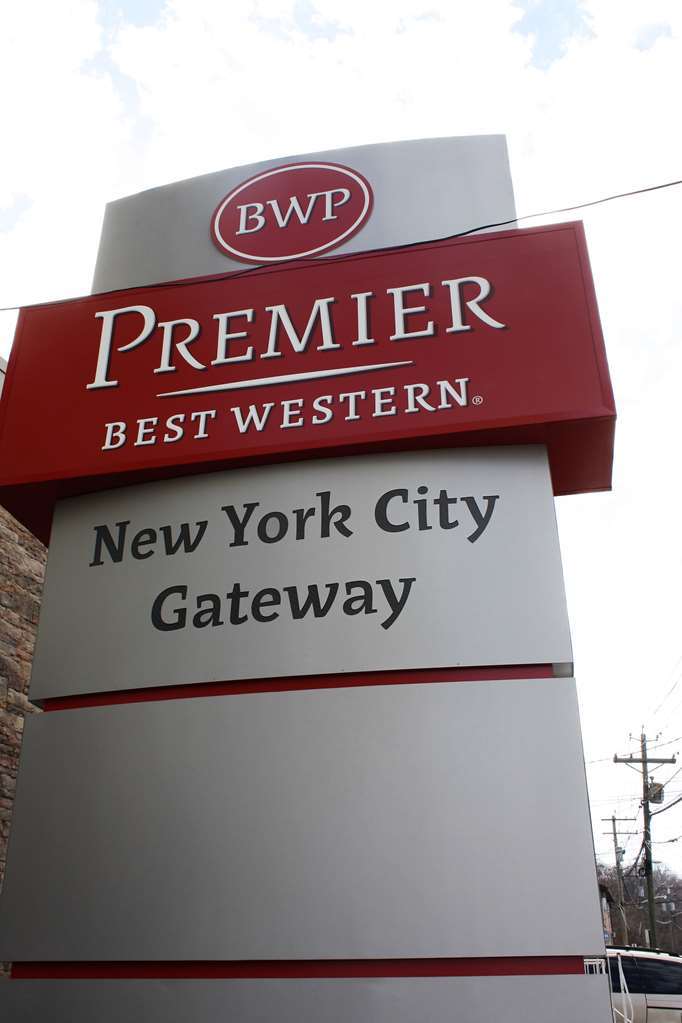 BWP
PREMIER
BEST WESTERN®
New York City
Gateway